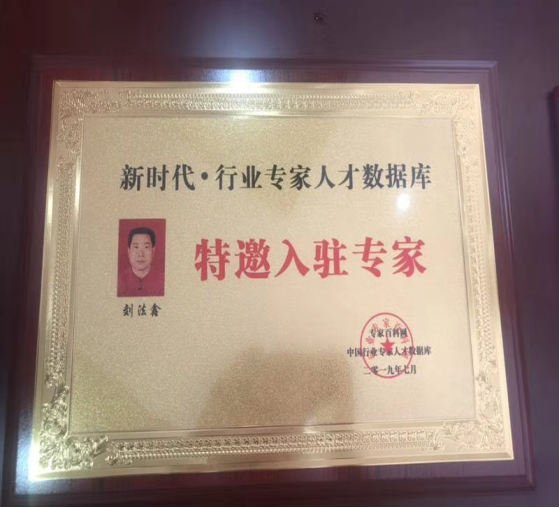 新时代·行业专家人才数据库
特邀入驻专家
刘法鑫
专家百科网
中国行业专家人才数据库
二零一九年七月